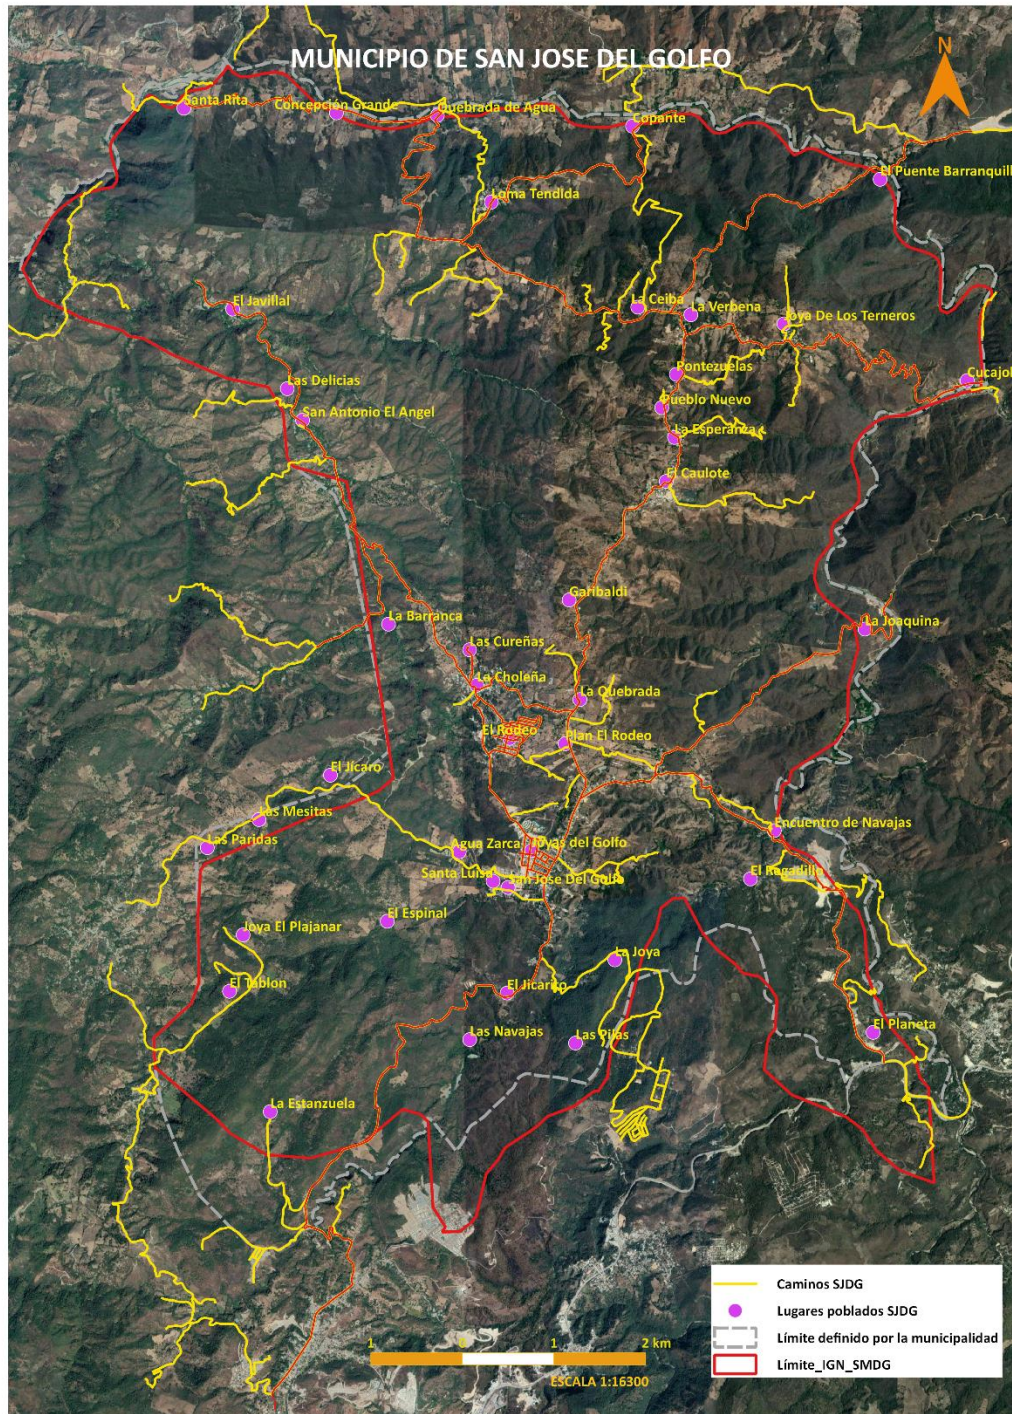 MUNICIPIO DE SAN JOSE DEL GOLFO
N
Santa Rita
Concepción Grande
Quebrada de Agua
Copante
El Puente Barranquill
Loma Tendida
El Javillal
La Ceiba
La Verbena
Joya De Los Terneros
Las Delicias
Pontezuelas
Cucajol
San Antonio El Angel
Pueblo Nuevo
La Esperanza
El Caulote
Garibaldi
La Barranca
La Joaquina
Las Cureñas
La Choleña
La Quebrada
El Rodeo
Plan El Rodeo
El Jícaro
Las Mesitas
Encuentro de Navajas
Las Paridas
Agua Zarca
Joyas del Golfo
Santa Luisa
San Jose Del Golfo
El Regadillo
El Espinal
Joya El Plajanar
La Joya
El Tablon
El Jicarito
El Planeta
Las Navajas
Las Pilas
La Estanzuela
Caminos SJDG
Lugares poblados SJDG
Límite definido por la municipalidad
Límite_IGN_SMDG
1 0 1 2 km
ESCALA 1:16300